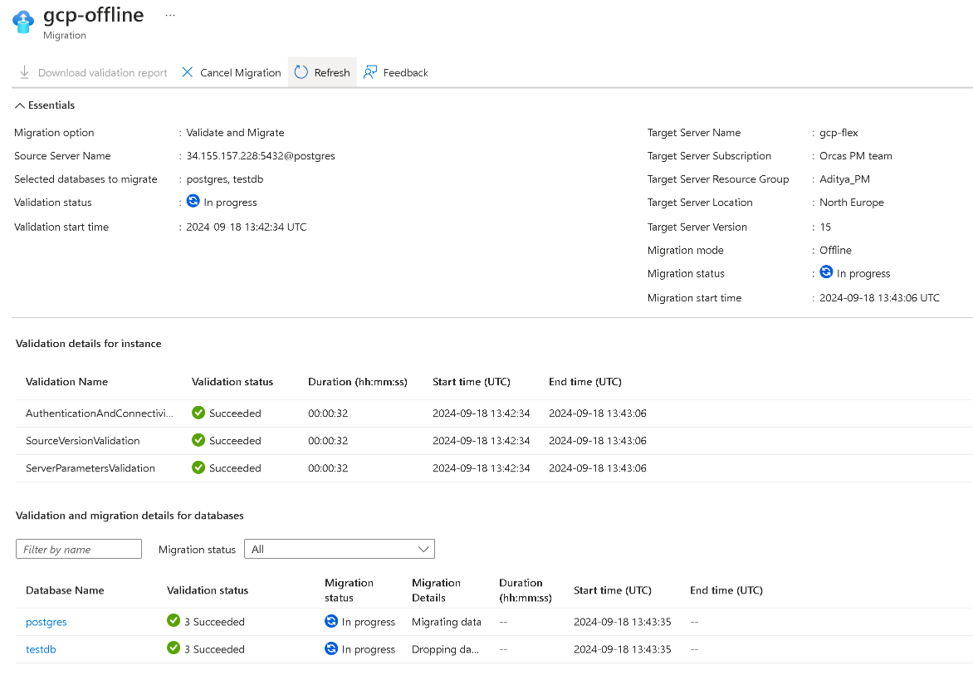 gcp-offline ...
Migration
Download validation report Cancel Migration Refresh Feedback
Essentials
Migration option : Validate and Migrate
Source Server Name : 34.155.157.228:5432@postgres
Selected databases to migrate : postgres, testdb
Validation status : In progress
Validation start time : 2024-09-18 13:42:34 UTC
Target Server Name : gcp-flex
Target Server Subscription : Orcas PM team
Target Server Resource Group : Aditya_PM
Target Server Location : North Europe
Target Server Version : 15
Migration mode : Offline
Migration status : In progress
Migration start time : 2024-09-18 13:43:06 UTC
Validation details for instance
Validation Name Validation status Duration (hh:mm:ss) Start time (UTC) End time (UTC)
AuthenticationAndConnectivi... Succeeded 00:00:32 2024-09-18 13:42:34 2024-09-18 13:43:06
SourceVersionValidation Succeeded 00:00:32 2024-09-18 13:42:34 2024-09-18 13:43:06
ServerParametersValidation Succeeded 00:00:32 2024-09-18 13:42:34 2024-09-18 13:43:06
Validation and migration details for databases
Filter by name Migration status All
Database Name Validation status Migration status Migration Details Duration (hh:mm:ss) Start time (UTC) End time (UTC)
postgres 3 Succeeded In progress Migrating data -- 2024-09-18 13:43:35 --
testdb 3 Succeeded In progress Dropping da... -- 2024-09-18 13:43:35 --